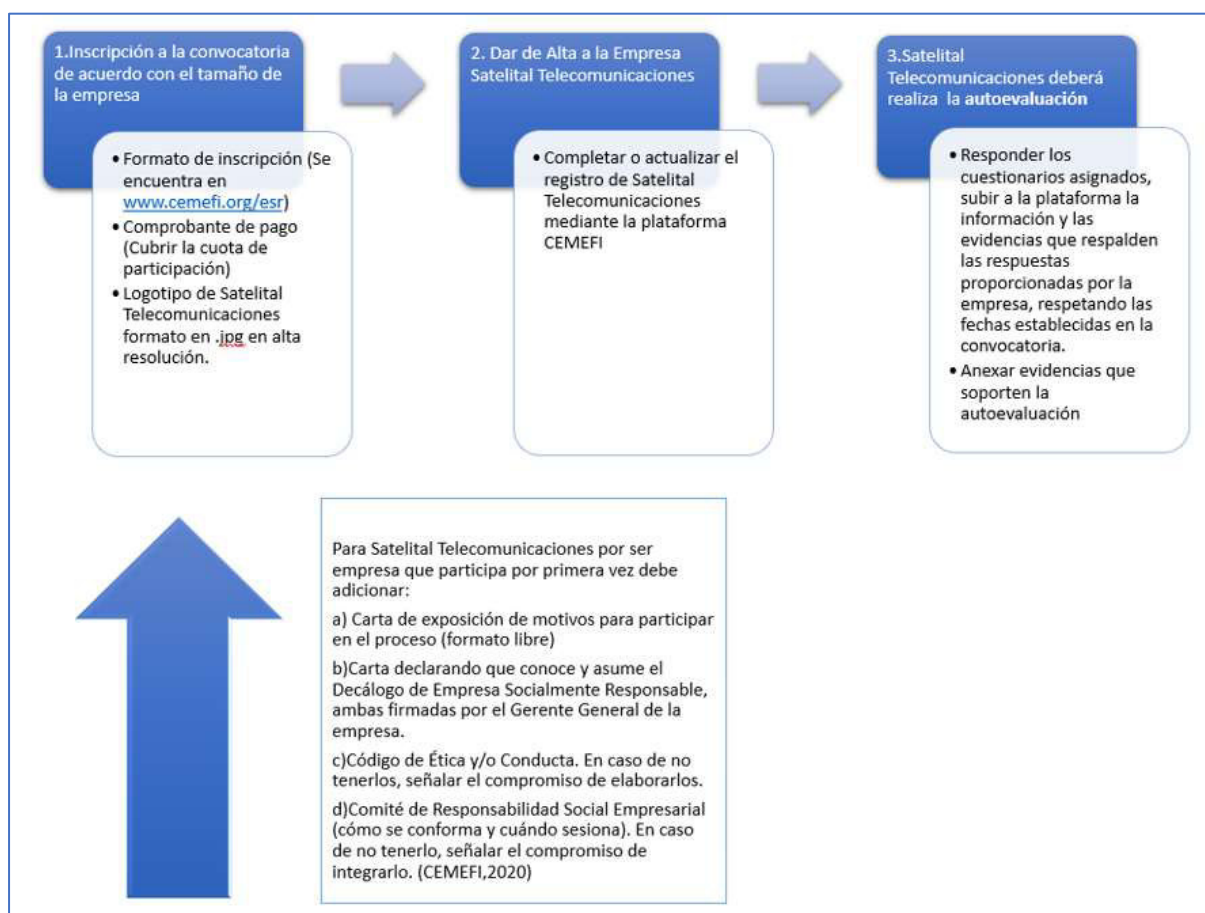 1.Inscripción a la convocatoria
de acuerdo con el tamaño de
la empresa
• Formato de inscripción (Se
encuentra en
www.cemefi.org/esr)
• Comprobante de pago
(Cubrir la cuota de
participación)
• Logotipo de Satelital
Telecomunicaciones
formato en .jpg en alta
resolución.
2. Dar de Alta a la Empresa
Satelital Telecomunicaciones
• Completar o actualizar el
registro de Satelital
Telecomunicaciones
mediante la plataforma
CEMEFI
3.Satelital
Telecomunicaciones deberá
realiza la autoevaluación
• Responder los
cuestionarios asignados,
subir a la plataforma la
información y las
evidencias que respalden
las respuestas
proporcionadas por la
empresa, respetando las
fechas establecidas en la
convocatoria.
• Anexar evidencias que
soporten la
autoevaluación
Para Satelital Telecomunicaciones por ser
empresa que participa por primera vez debe
adicionar:
a) Carta de exposición de motivos para participar
en el proceso (formato libre)
b)Carta declarando que conoce y asume el
Decálogo de Empresa Socialmente Responsable,
ambas firmadas por el Gerente General de la
empresa.
c)Código de Ética y/o Conducta. En caso de no
tenerlos, señalar el compromiso de elaborarlos.
d)Comité de Responsabilidad Social Empresarial
(cómo se conforma y cuándo sesiona). En caso
de no tenerlo, señalar el compromiso de
integrarlo. (CEMEFI,2020)